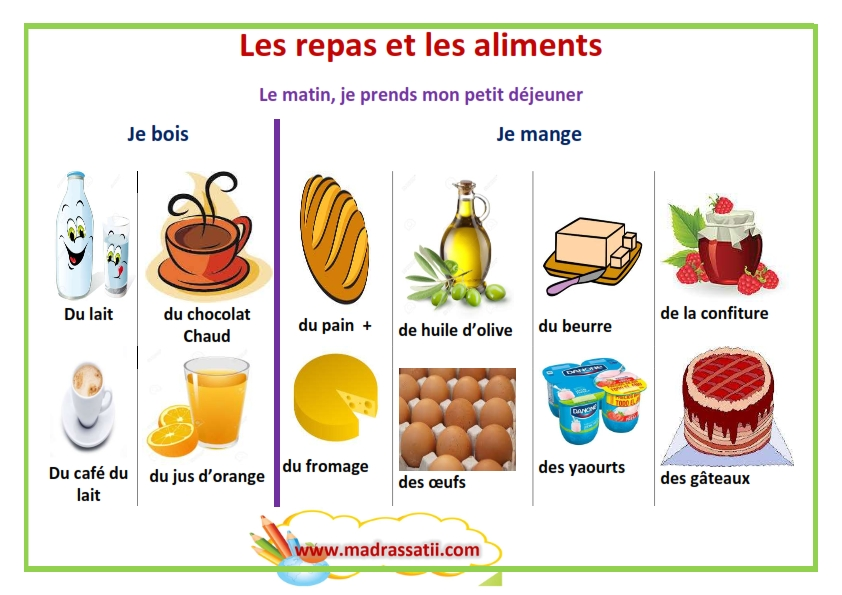 Les repas et les aliments
Le matin, je prends mon petit déjeuner
Je bois
Je mange
Du lait
du chocolat
Chaud
du pain +
de huile d’olive
du beurre
de la confiture
Du café du
lait
du jus d’orange
du fromage
des œufs
DANONE
DANONE
des yaourts
des gâteaux
www.madrassatii.com